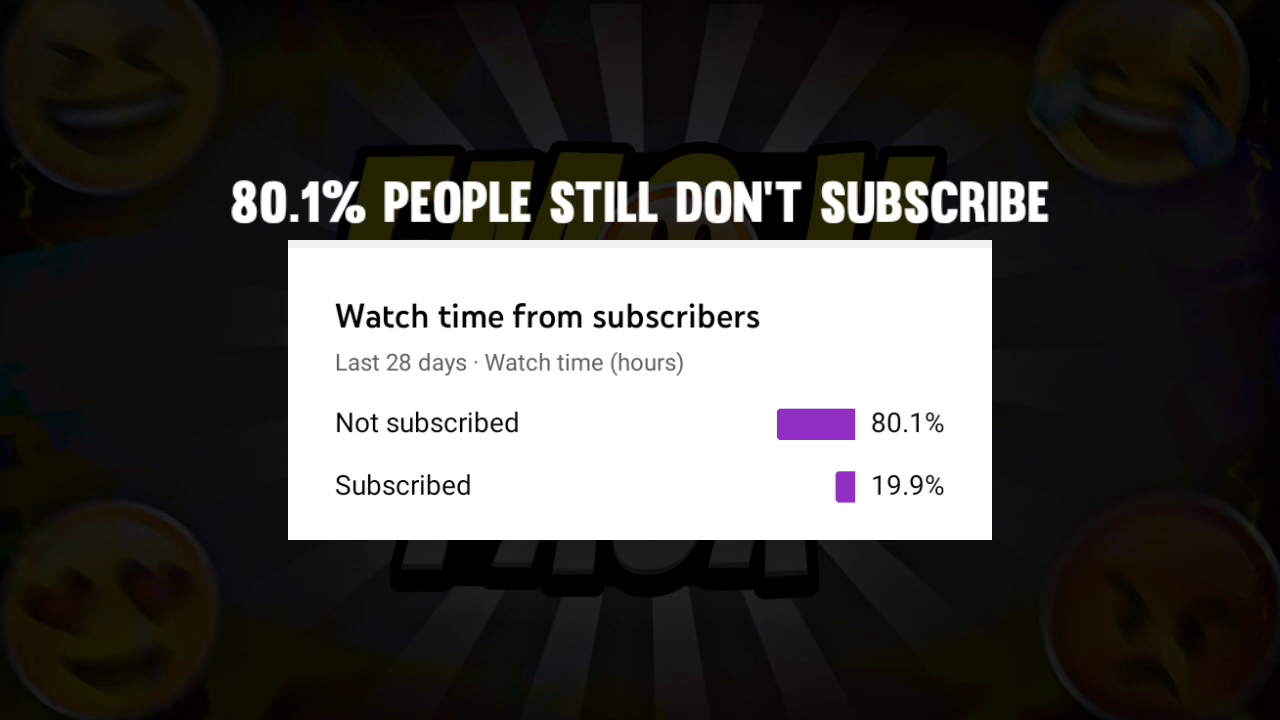 80.1% PEOPLE STILL DON'T SUBSCRIBE
Watch time from subscribers
Last 28 days · Watch time (hours)
Not subscribed 80.1%
Subscribed 19.9%